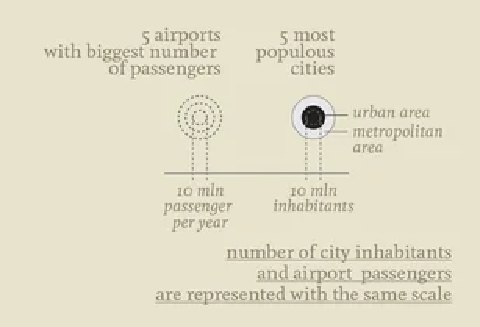 5 airports
with biggest number
of passengers
5 most
populous
cities
urban area
metropolitan
area
10 mln
passenger
per year
10 mln
inhabitants
number of city inhabitants
and airport passengers
are represented with the same scale